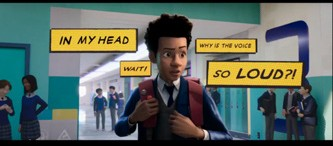 IN MY HEAD
WAIT!
WHY IS THE VOICE
SO LOUD?!